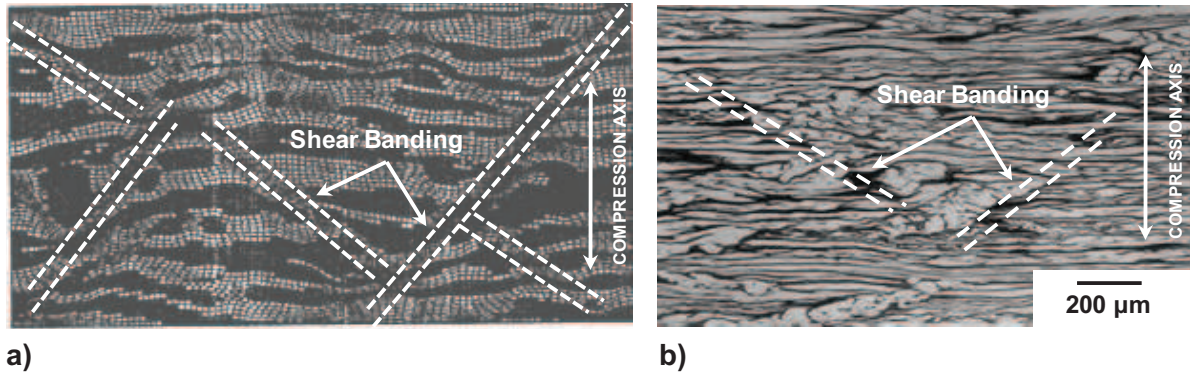 Shear Banding
COMPRESSION AXIS
a)
Shear Banding
COMPRESSION AXIS
200 µm
b)